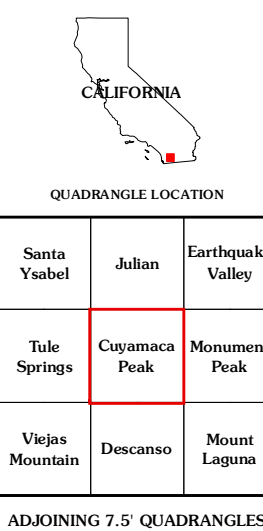 CALIFORNIA
QUADRANGLE LOCATION
Santa
Ysabel
Julian
Earthquak
Valley
Tule
Springs
Cuyamaca
Peak
Monumen
Peak
Viejas
Mountain
Descanso
Mount
Laguna
ADJOINING 7.5' QUADRANGLES